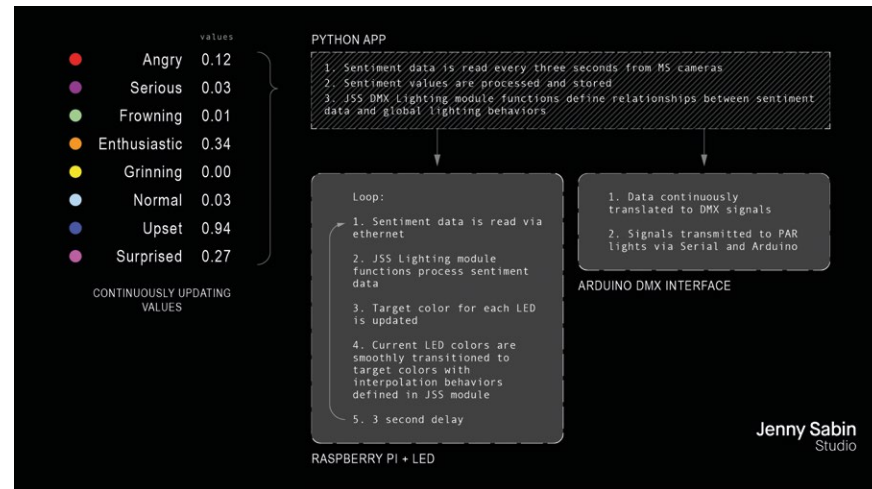 values
Angry 0.12
Serious 0.03
Frowning 0.01
Enthusiastic 0.34
Grinning 0.00
Normal 0.03
Upset 0.94
Surprised 0.27
CONTINUOUSLY UPDATING
VALUES
PYTHON APP
1. Sentiment data is read every three seconds from MS cameras
2. Sentiment values are processed and stored
3. JSS DMX Lighting module functions define relationships between sentiment
data and global lighting behaviors
Loop:
1. Sentiment data is read via
ethernet
2. JSS Lighting module
functions process sentiment
data
3. Target color for each LED
is updated
4. Current LED colors are
smoothly transitioned to
target colors with
interpolation behaviors
defined in JSS module
5. 3 second delay
RASPBERRY PI + LED
1. Data continuously
translated to DMX signals
2. Signals transmitted to PAR
lights via Serial and Arduino
ARDUINO DMX INTERFACE
Jenny Sabin
Studio